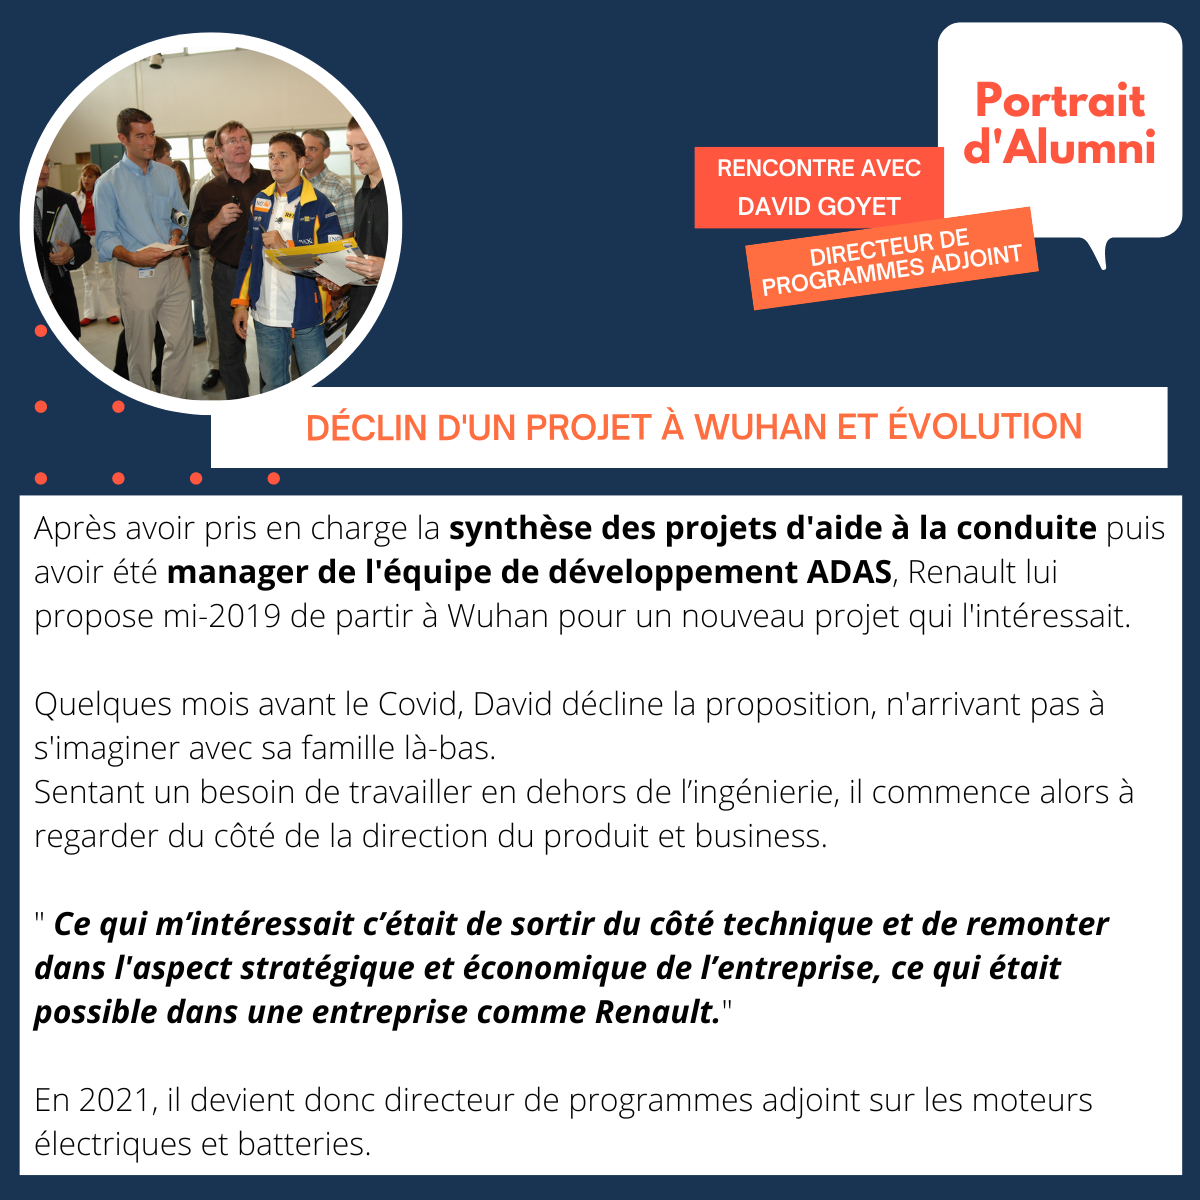 Portrait
d'Alumni
RENCONTRE AVEC
DAVID GOYET
DIRECTEUR DE
PROGRAMMES ADJOINT
DÉCLIN D'UN PROJET À WUHAN ET ÉVOLUTION
Après avoir pris en charge la synthèse des projets d'aide à la conduite puis
avoir été manager de l'équipe de développement ADAS, Renault lui
propose mi-2019 de partir à Wuhan pour un nouveau projet qui l'intéressait.
Quelques mois avant le Covid, David décline la proposition, n'arrivant pas à
s'imaginer avec sa famille là-bas.
Sentant un besoin de travailler en dehors de l’ingénierie, il commence alors à
regarder du côté de la direction du produit et business.
" Ce qui m’intéressait c’était de sortir du côté technique et de remonter
dans l'aspect stratégique et économique de l’entreprise, ce qui était
possible dans une entreprise comme Renault."
En 2021, il devient donc directeur de programmes adjoint sur les moteurs
électriques et batteries.